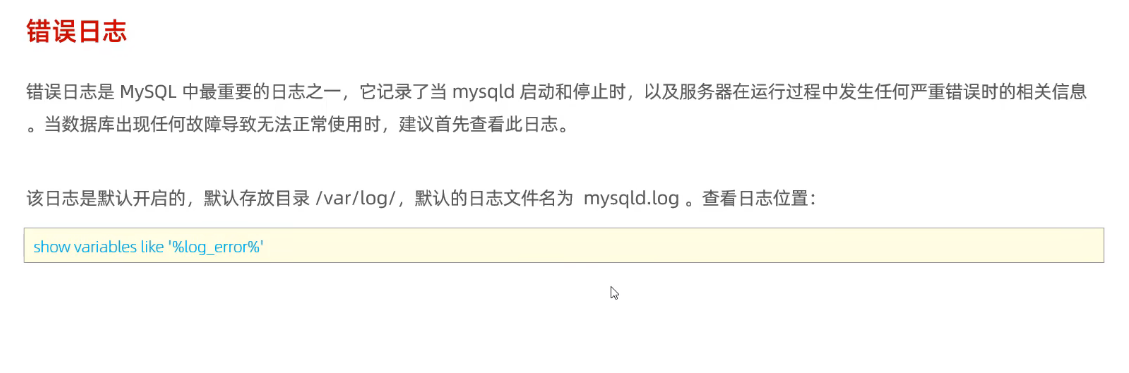 错误日志
错误日志是 MySQL 中最重要的日志之一，它记录了当 mysqld 启动和停止时，以及服务器在运行过程中发生任何严重错误时的相关信息
。当数据库出现任何故障导致无法正常使用时，建议首先查看此日志。
该日志是默认开启的，默认存放目录 /var/log/，默认的日志文件名为 mysqld.log 。查看日志位置：
show variables like '%log_error%'